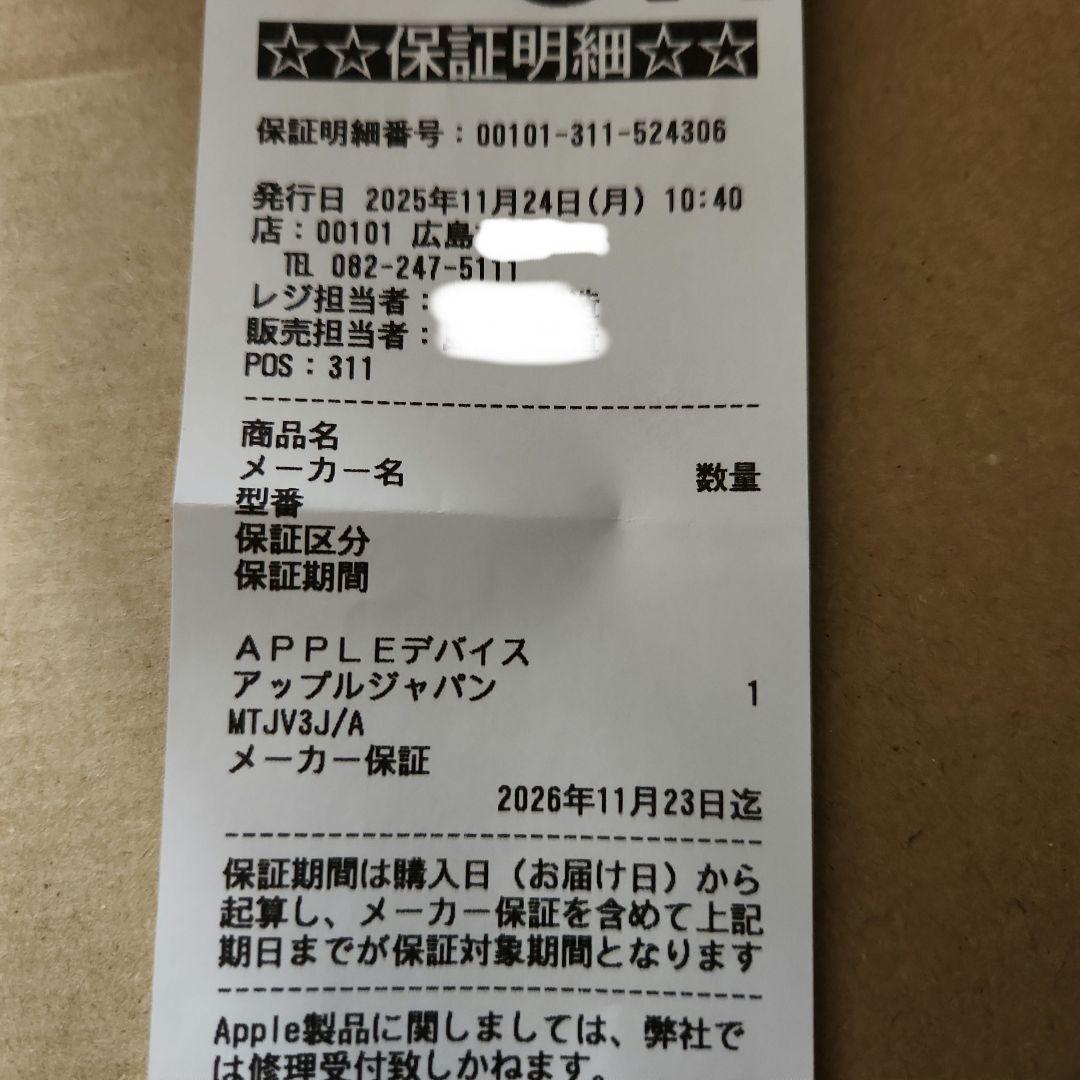 ☆☆保証明細☆☆
保証明細番号：00101-311-524306
発行日 2025年11月24日(月) 10:40
店：00101 広島
TEL 082-247-5111
レジ担当者：
販売担当者：
POS：311
商品名
メーカー名 数量
型番
保証区分
保証期間
ＡＰＰＬＥデバイス
アップルジャパン 1
MTJV3J/A
メーカー保証
2026年11月23日迄
保証期間は購入日（お届け日）から
起算し、メーカー保証を含めて上記
期日までが保証対象期間となります
Apple製品に関しましては、弊社で
は修理受付致しかねます。